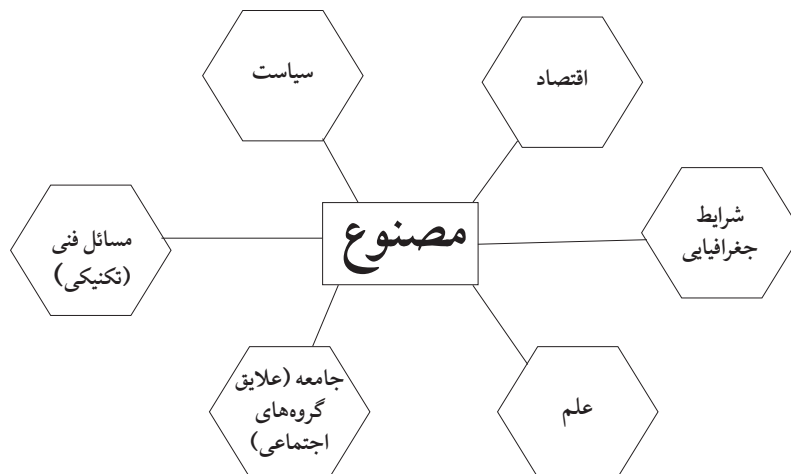 اقتصاد
سیاست
شرایط
جغرافیایی
مصنوع
مسائل فنی
(تکنیکی)
علم
جامعه (علایق
گروه‌های
اجتماعی)